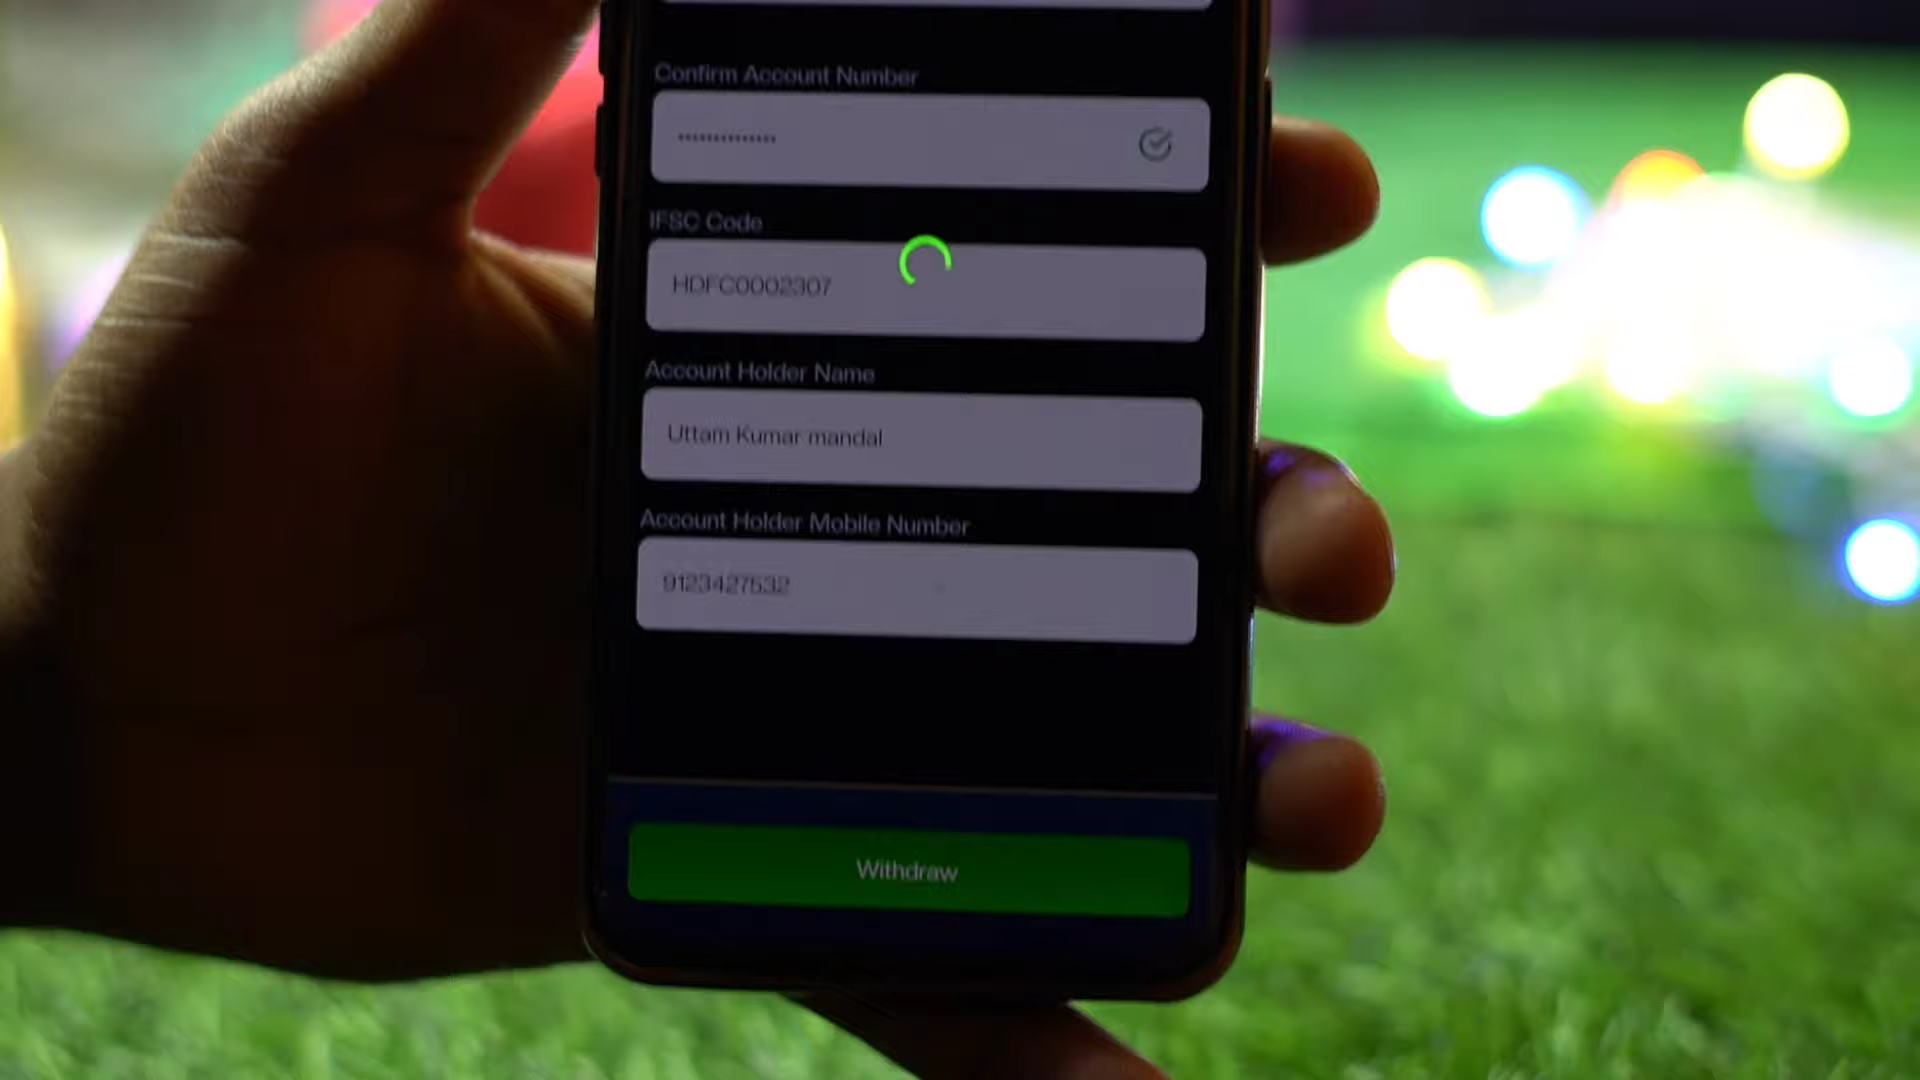 Confirm Account Number
••••••••••••••
IFSC Code
HDFC0002307
Account Holder Name
Uttam Kumar mandal
Account Holder Mobile Number
9123427532
Withdraw